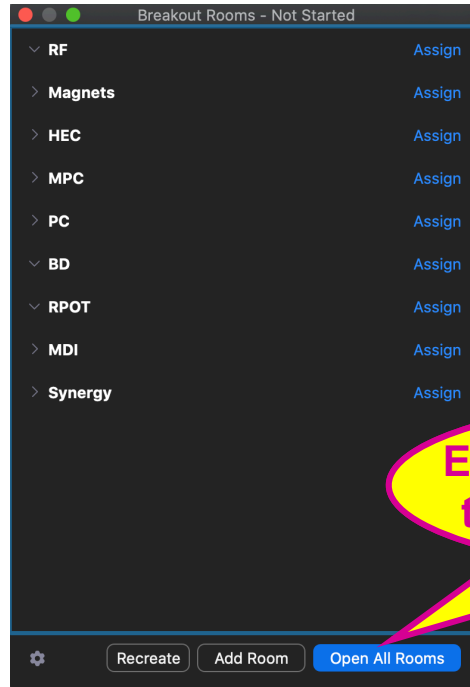 Breakout Rooms - Not Started
RF Assign
Magnets Assign
HEC Assign
MPC Assign
PC Assign
BD Assign
RPOT Assign
MDI Assign
Synergy Assign
Recreate Add Room Open All Rooms